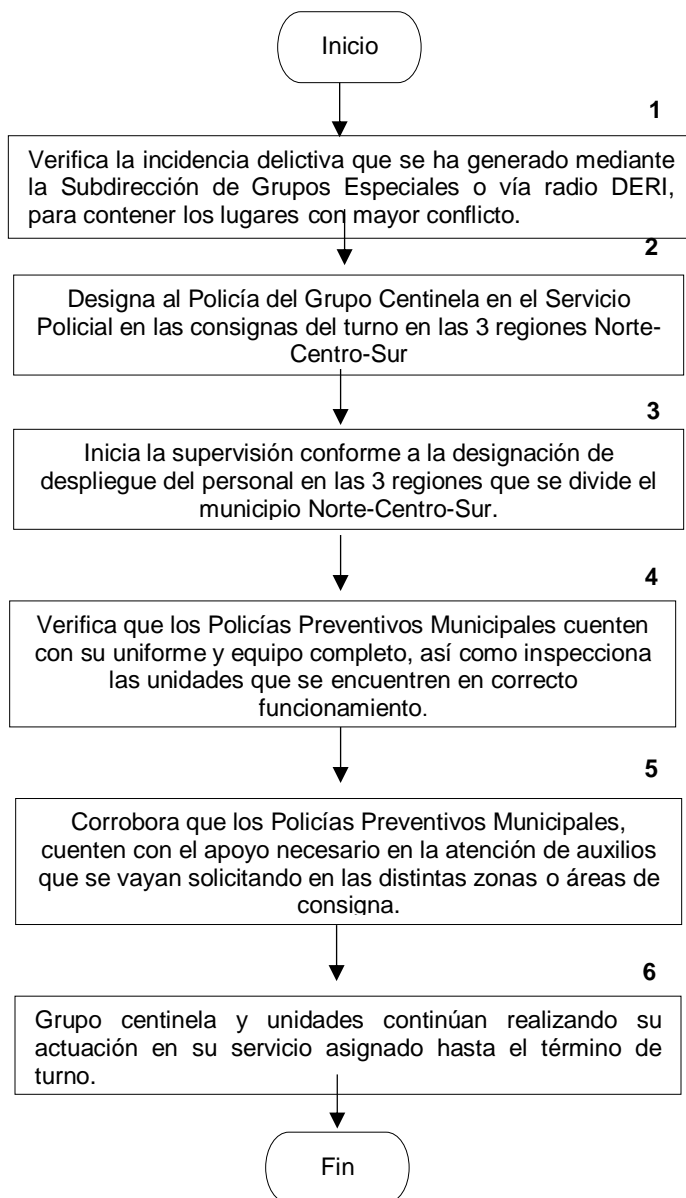 Inicio
1
Verifica la incidencia delictiva que se ha generado mediante
la Subdirección de Grupos Especiales o vía radio DERI,
para contener los lugares con mayor conflicto.
2
Designa al Policía del Grupo Centinela en el Servicio
Policial en las consignas del turno en las 3 regiones Norte-
Centro-Sur
3
Inicia la supervisión conforme a la designación de
despliegue del personal en las 3 regiones que se divide el
municipio Norte-Centro-Sur.
4
Verifica que los Policías Preventivos Municipales cuenten
con su uniforme y equipo completo, así como inspecciona
las unidades que se encuentren en correcto
funcionamiento.
5
Corrobora que los Policías Preventivos Municipales,
cuenten con el apoyo necesario en la atención de auxilios
que se vayan solicitando en las distintas zonas o áreas de
consigna.
6
Grupo centinela y unidades continúan realizando su
actuación en su servicio asignado hasta el término de
turno.
Fin